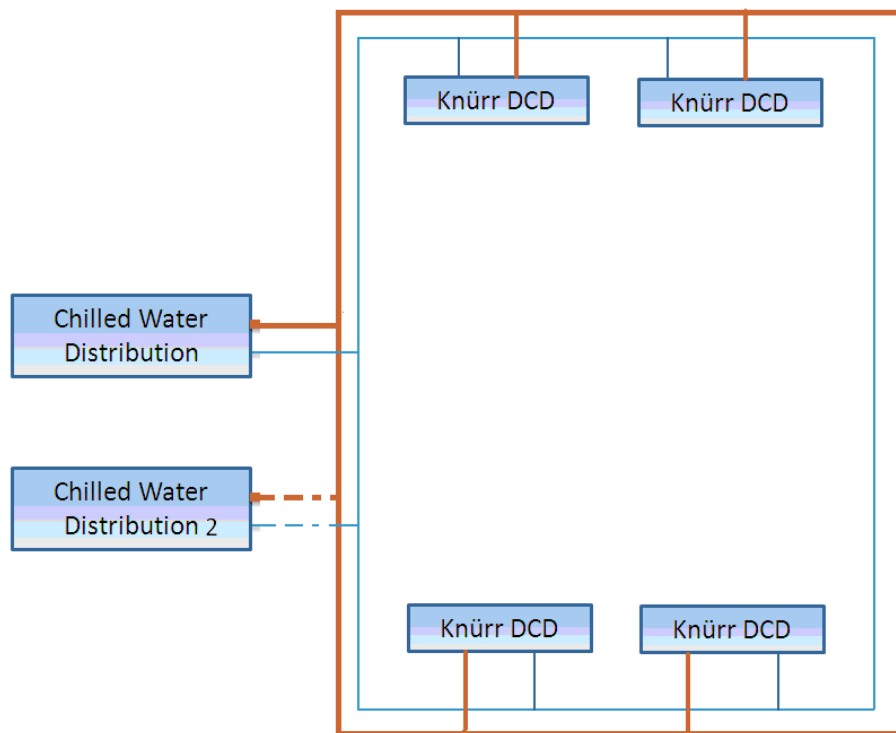 Knürr DCD
Knürr DCD
Chilled Water
Distribution
Chilled Water
Distribution 2
Knürr DCD
Knürr DCD